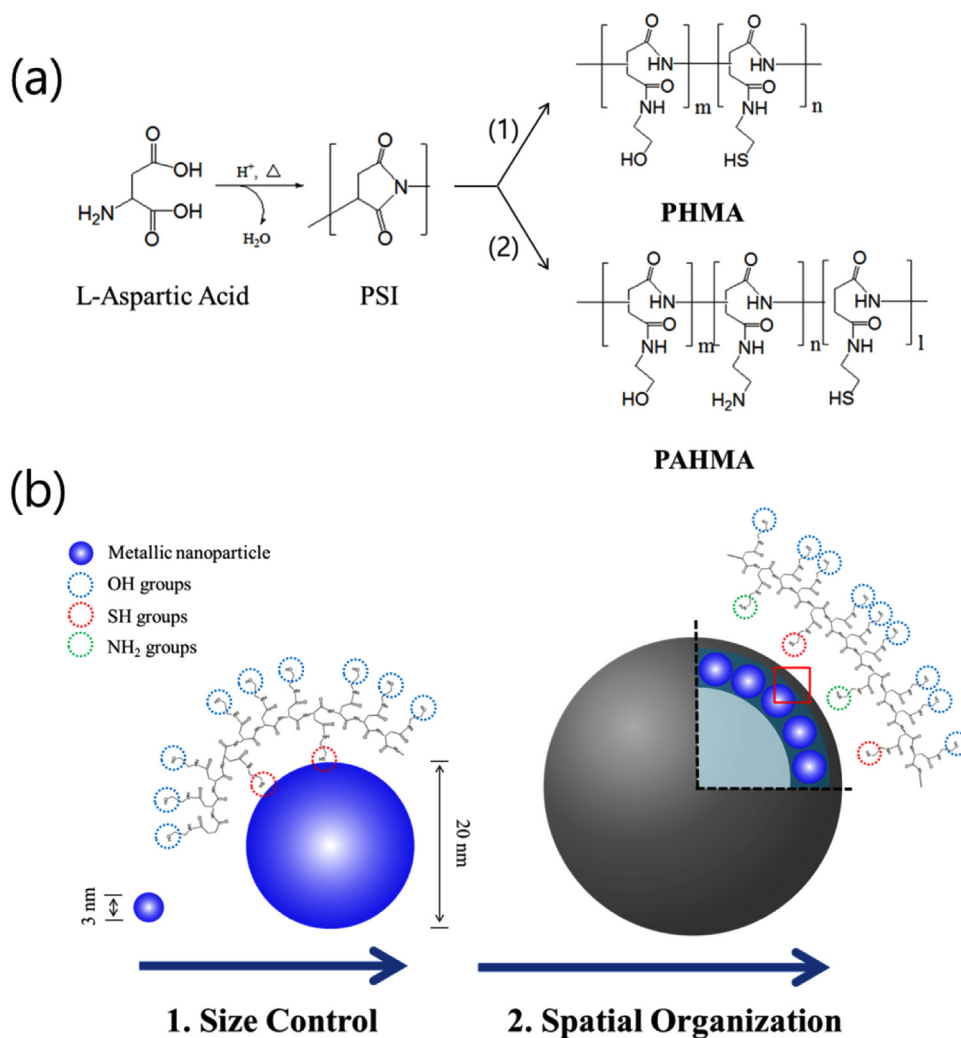 (a)
O
OH
OH
O
H2N
H+, △
H2O
O
N
O
(1)
(2)
O
HN
O
NH
HO
m
O
HN
O
NH
HS
n
L-Aspartic Acid
PSI
PHMA
O
HN
O
NH
HO
m
O
HN
O
NH
H2N
n
O
HN
O
NH
HS
l
PAHMA
(b)
Metallic nanoparticle
OH groups
SH groups
NH2 groups
3 nm
20 nm
1. Size Control
2. Spatial Organization